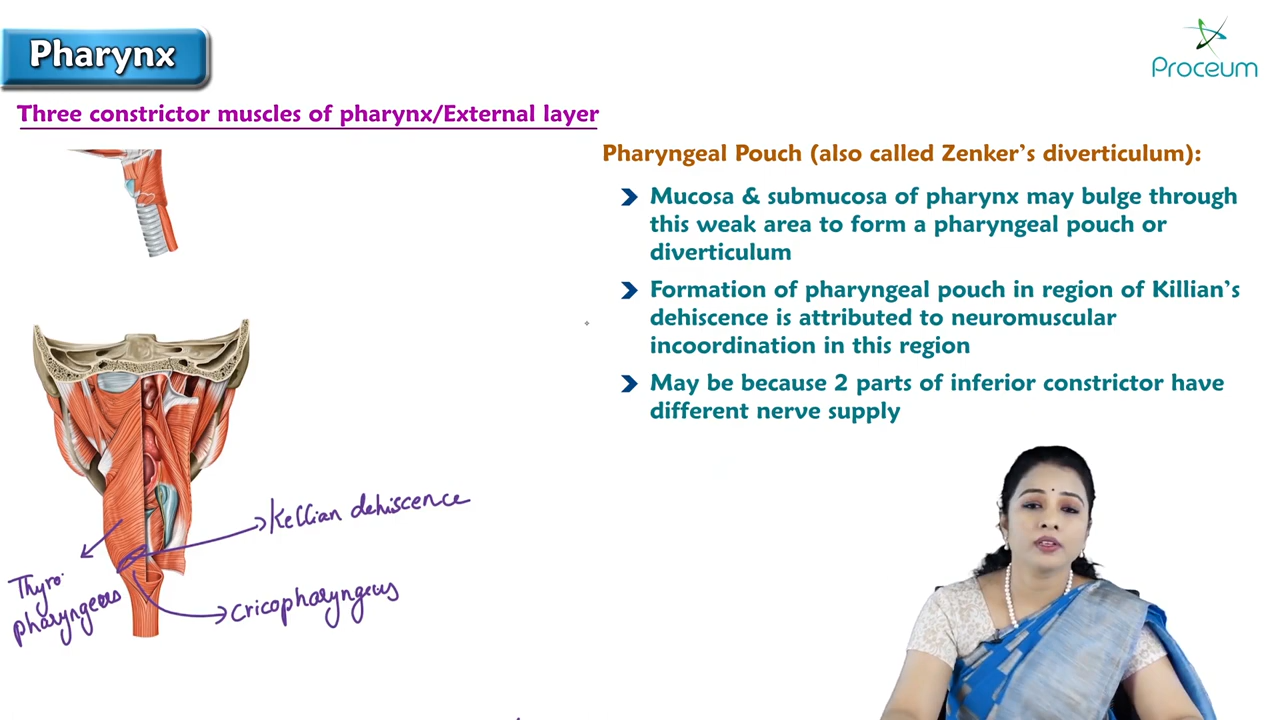 Pharynx
Proceum
Three constrictor muscles of pharynx/External layer
Pharyngeal Pouch (also called Zenker's diverticulum):
Mucosa & submucosa of pharynx may bulge through
this weak area to form a pharyngeal pouch or
diverticulum
Formation of pharyngeal pouch in region of Killian's
dehiscence is attributed to neuromuscular
incoordination in this region
May be because 2 parts of inferior constrictor have
different nerve supply
Kellian dehiscence
Thyro
pharyngeus
Cricopharyngeus